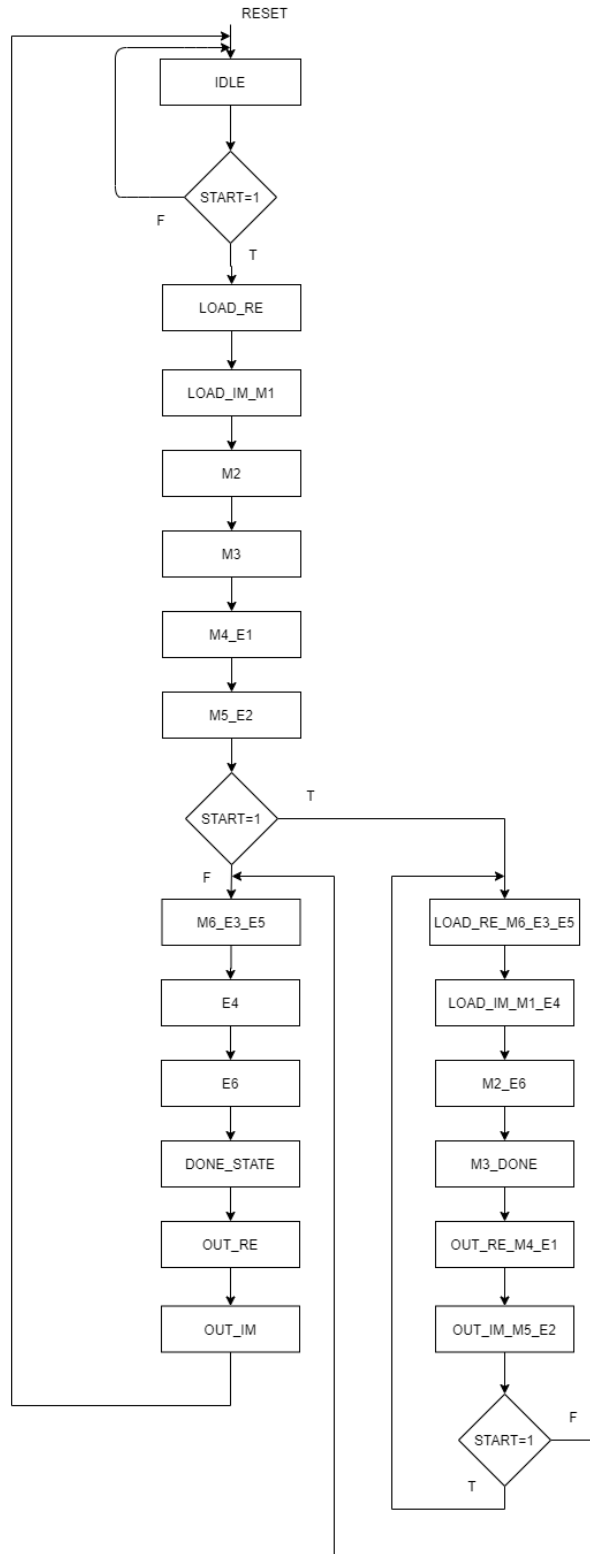 RESET
IDLE
START=1
F
T
LOAD_RE
LOAD_IM_M1
M2
M3
M4_E1
M5_E2
START=1
T
F
M6_E3_E5
E4
E6
DONE_STATE
OUT_RE
OUT_IM
LOAD_RE_M6_E3_E5
LOAD_IM_M1_E4
M2_E6
M3_DONE
OUT_RE_M4_E1
OUT_IM_M5_E2
START=1
F
T